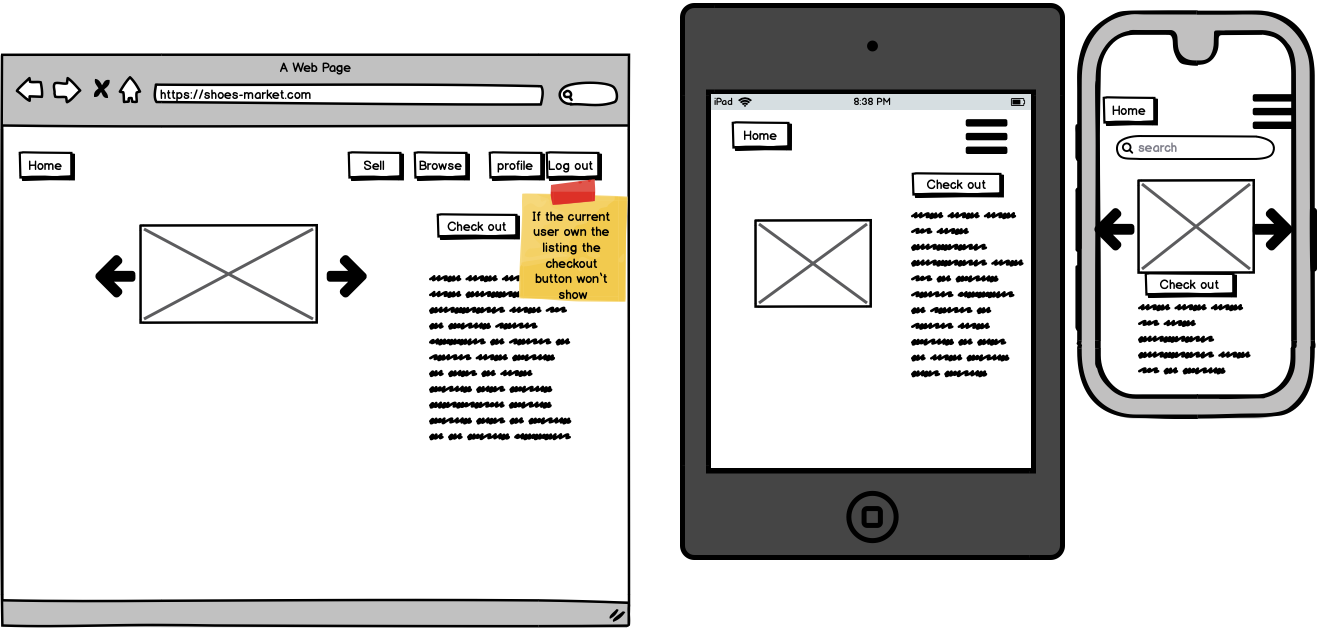 A Web Page
https://shoes-market.com
Home
Sell
Browse
profile
Log out
Check out
If the current
user own the
listing the
checkout
button won't
show
iPad
8:38 PM
Home
Check out
Home
search
Check out